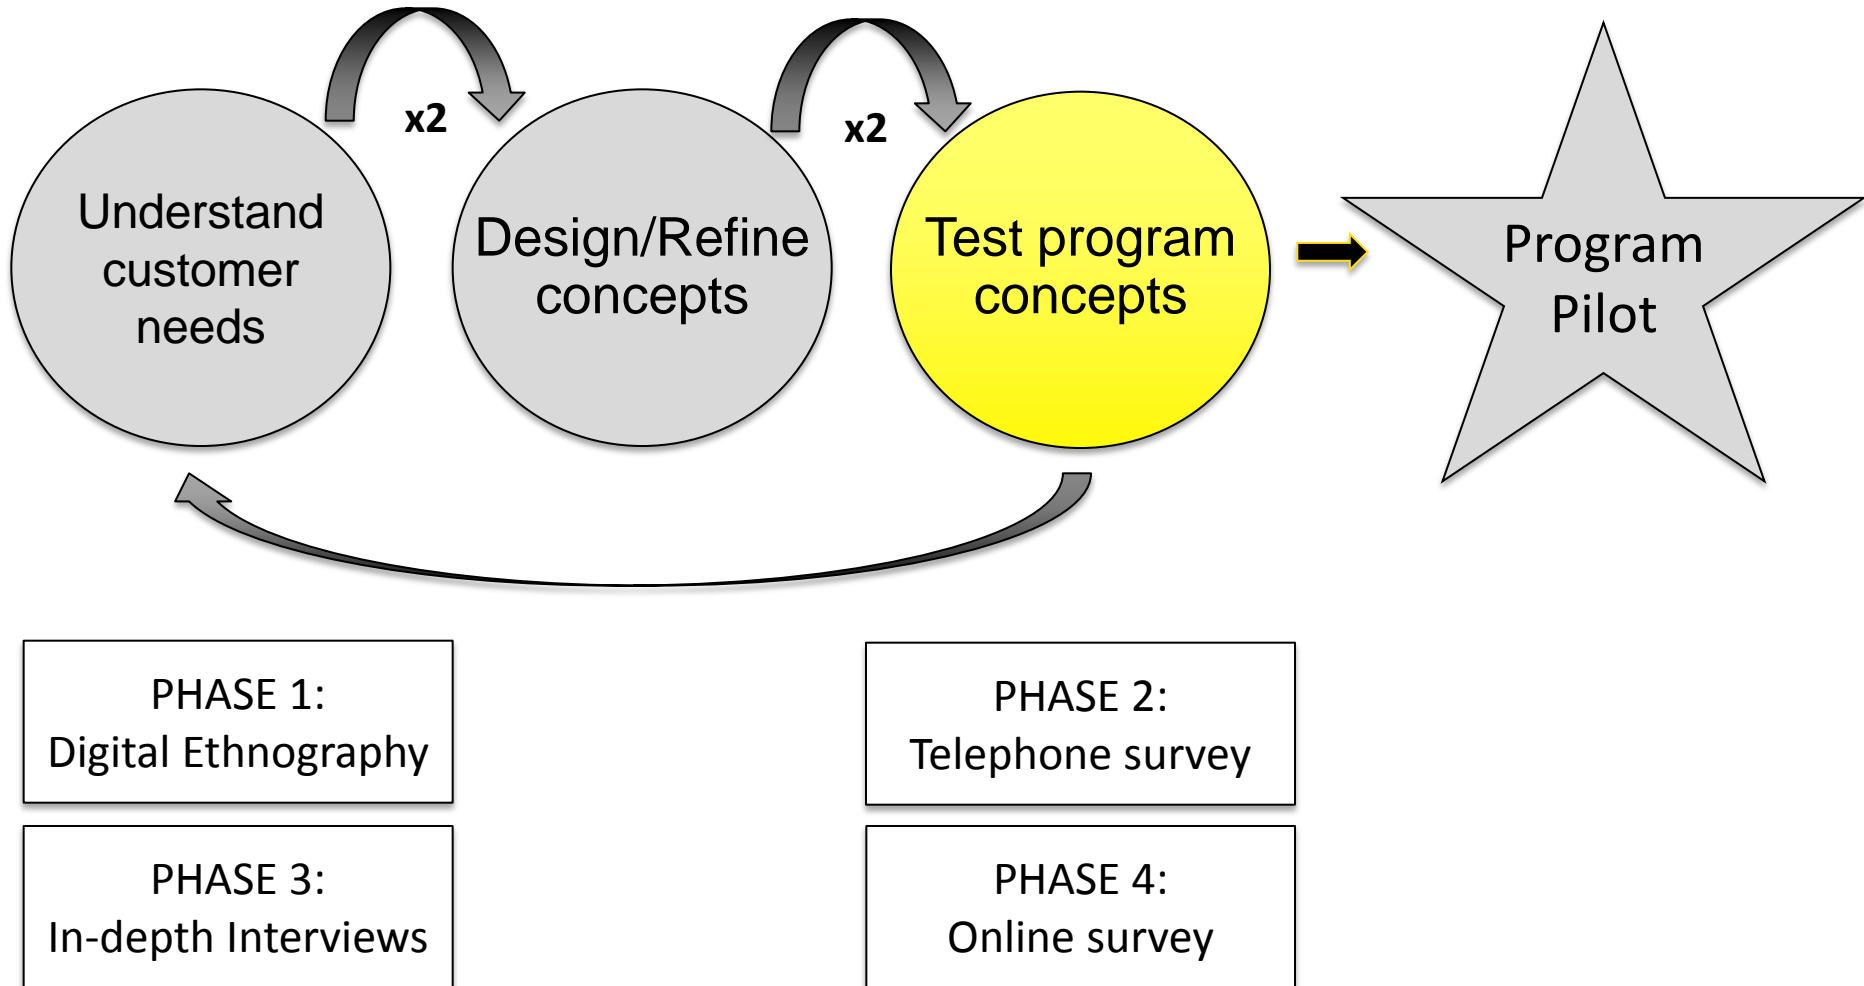 x2
x2
Understand
customer
needs
Design/Refine
concepts
Test program
concepts
Program
Pilot
PHASE 1:
Digital Ethnography
PHASE 2:
Telephone survey
PHASE 3:
In-depth Interviews
PHASE 4:
Online survey